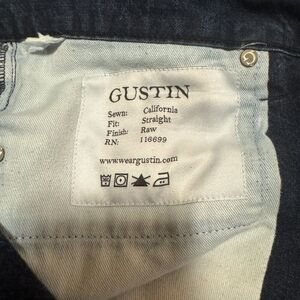 GUSTIN
Sewn: California
Fit: Straight
Finish: Raw
RN: 116699
www.weargustin.com